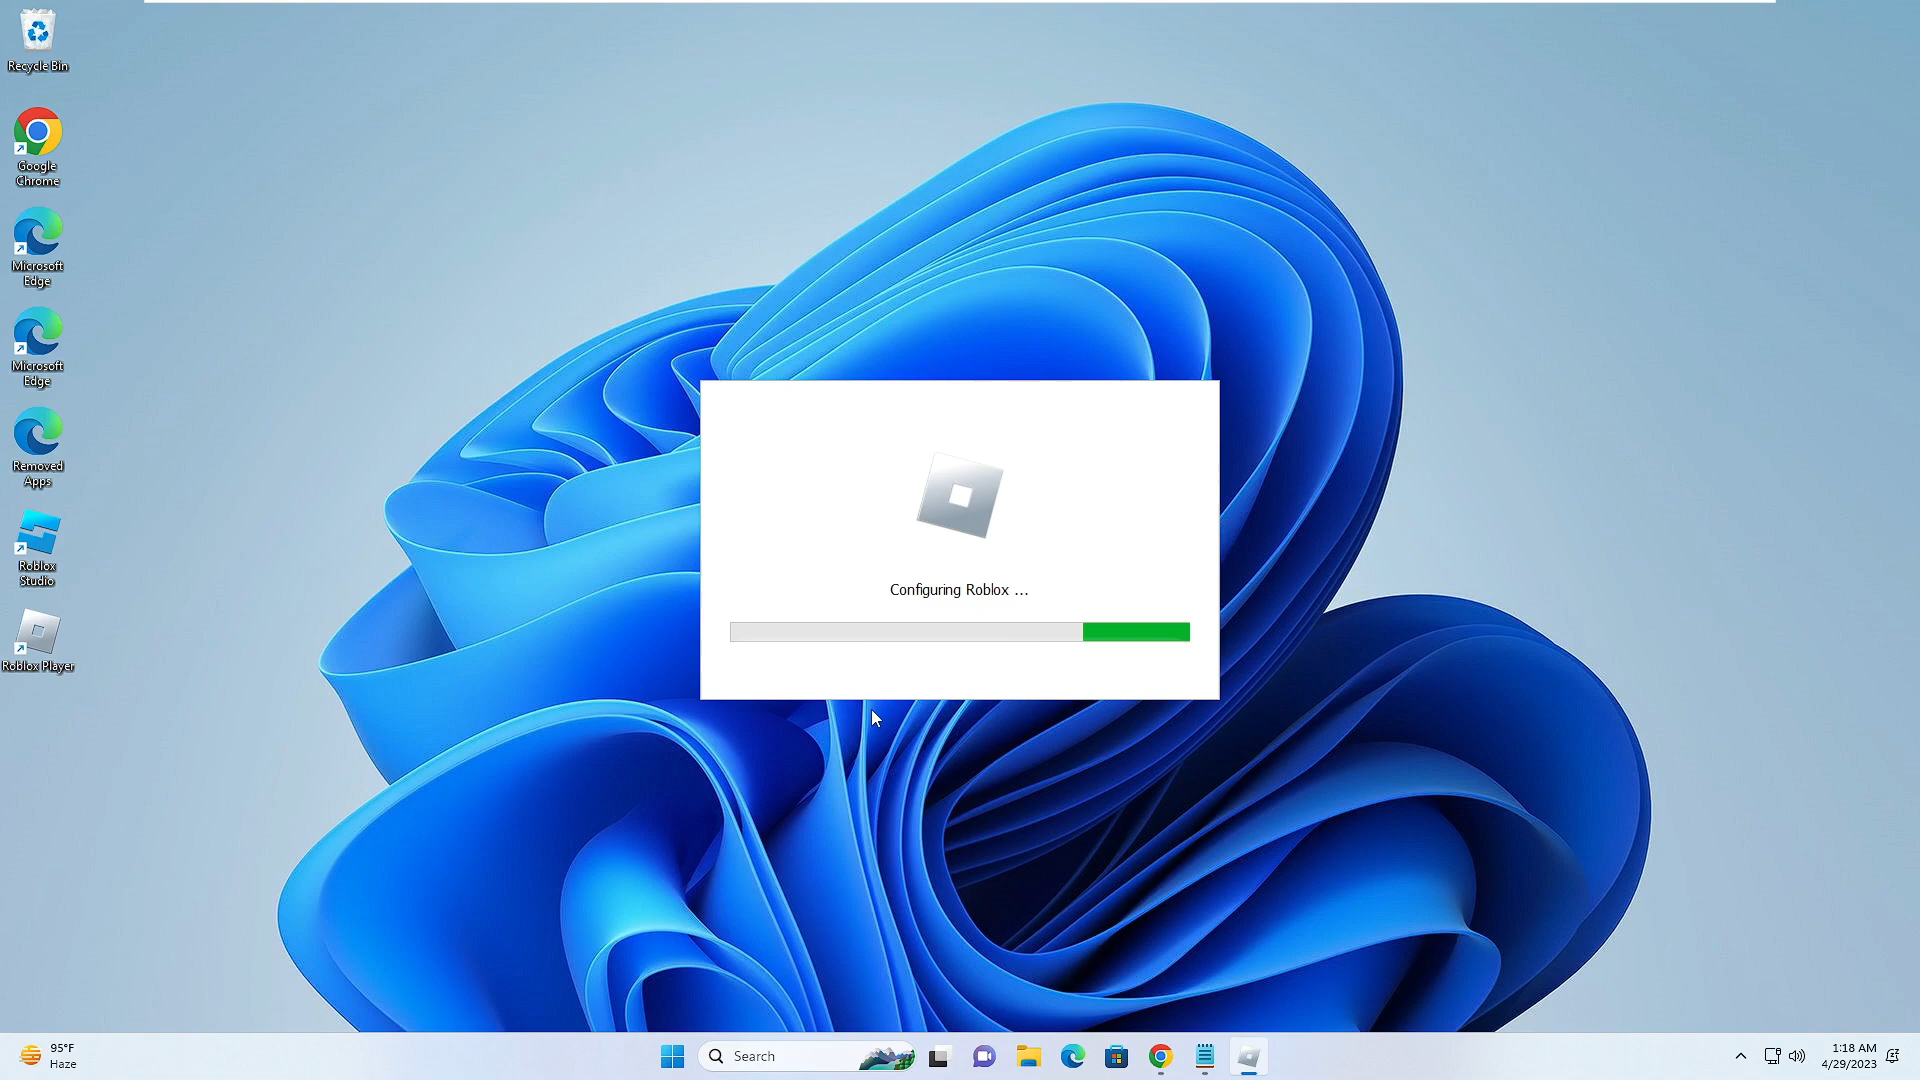 Recycle Bin
Google
Chrome
Microsoft
Edge
Microsoft
Edge
Removed
Apps
Roblox
Studio
Roblox Player
Configuring Roblox ...
95°F
Haze
Search
1:18 AM
4/29/2023